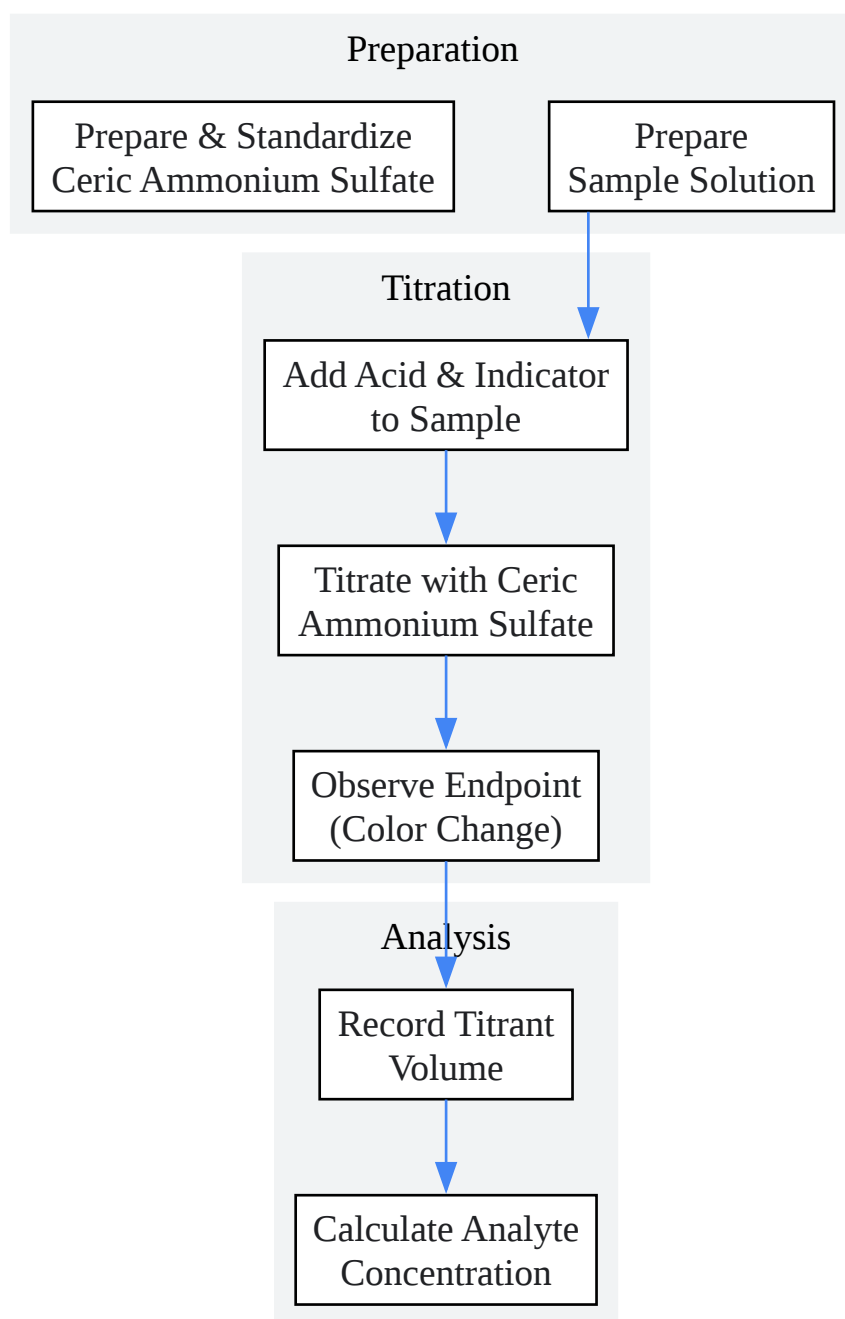 Preparation
Prepare & Standardize
Ceric Ammonium Sulfate
Prepare
Sample Solution
Titration
Add Acid & Indicator
to Sample
Titrate with Ceric
Ammonium Sulfate
Observe Endpoint
(Color Change)
Analysis
Record Titrant
Volume
Calculate Analyte
Concentration